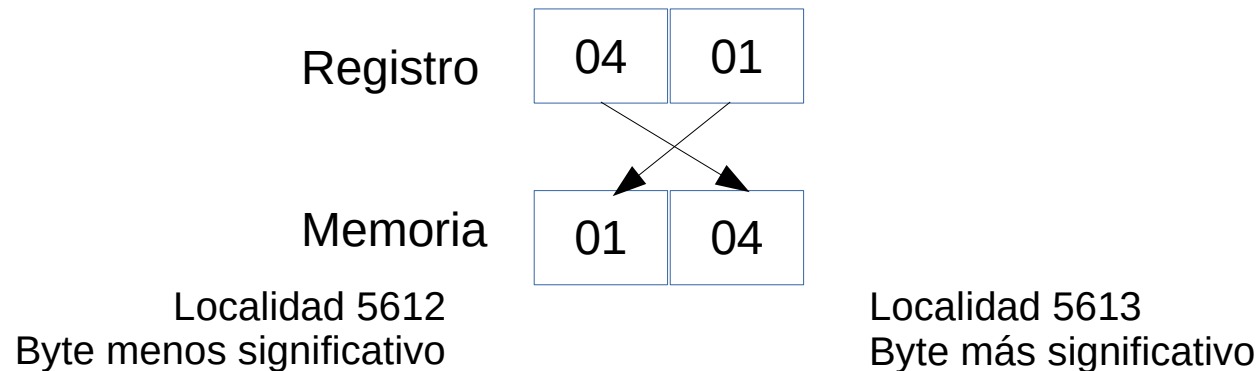 Registro
04 01
Memoria
01 04
Localidad 5612
Byte menos significativo
Localidad 5613
Byte más significativo